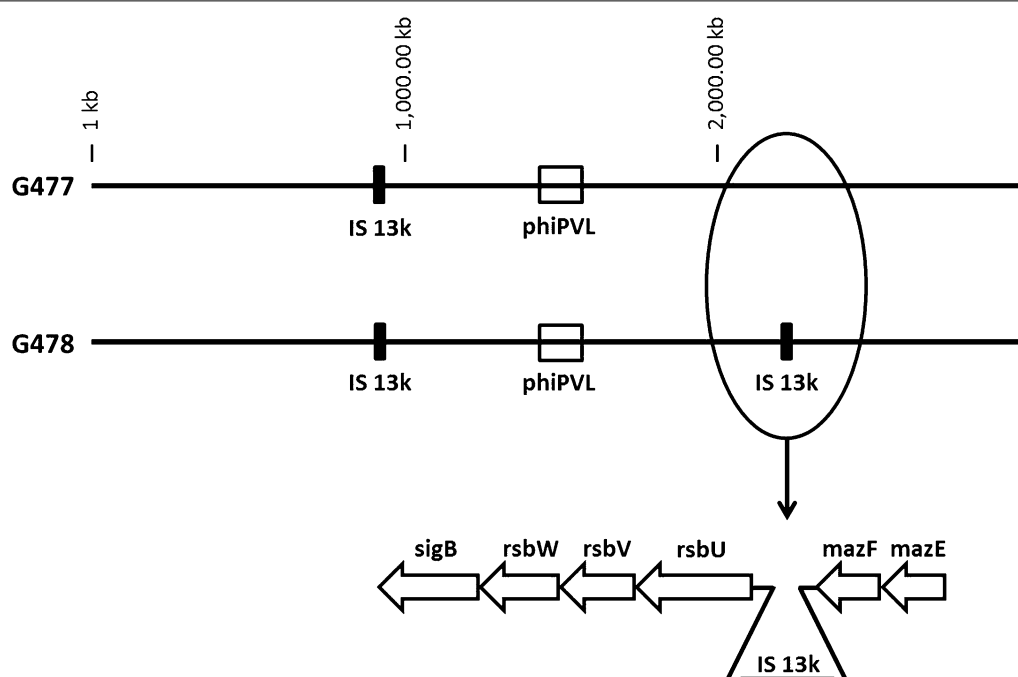 1 kb
1,000.00 kb
2,000.00 kb
G477
IS 13k
phiPVL
G478
IS 13k
phiPVL
IS 13k
sigB
rsbW
rsbV
rsbU
mazF
mazE
IS 13k